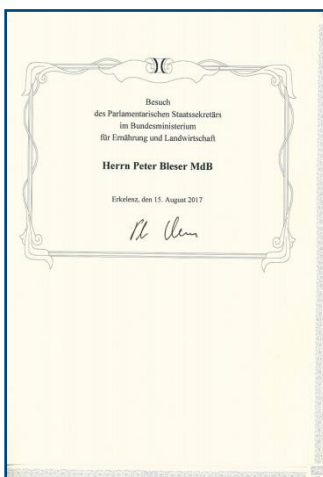 Besuch
des Parlamentarischen Staatssekretärs
im Bundesministerium
für Ernährung und Landwirtschaft
Herrn Peter Bleser MdB
Erkelenz, den 15. August 2017